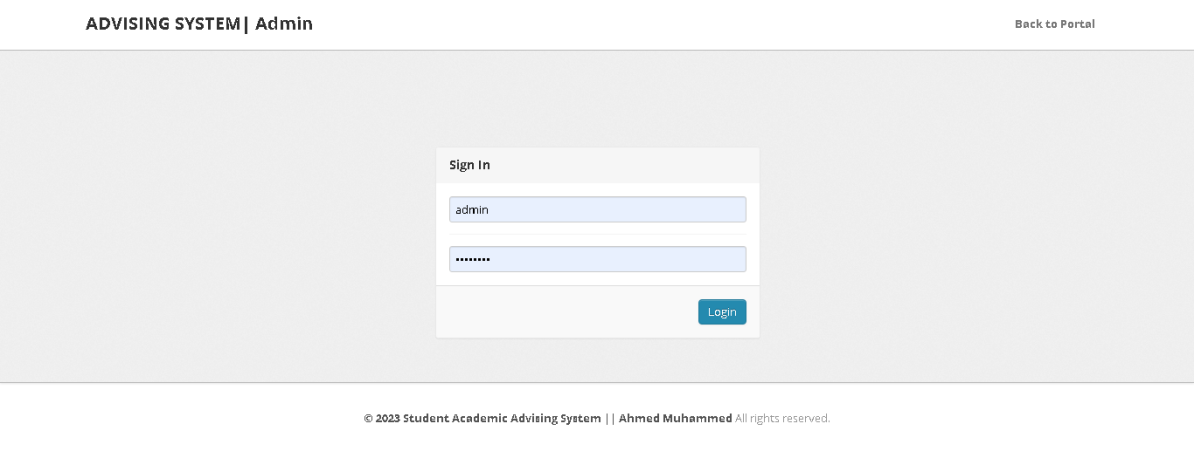 ADVISING SYSTEM| Admin
Back to Portal
Sign In
admin
••••••••
Login
© 2023 Student Academic Advising System || Ahmed Muhammed All rights reserved.